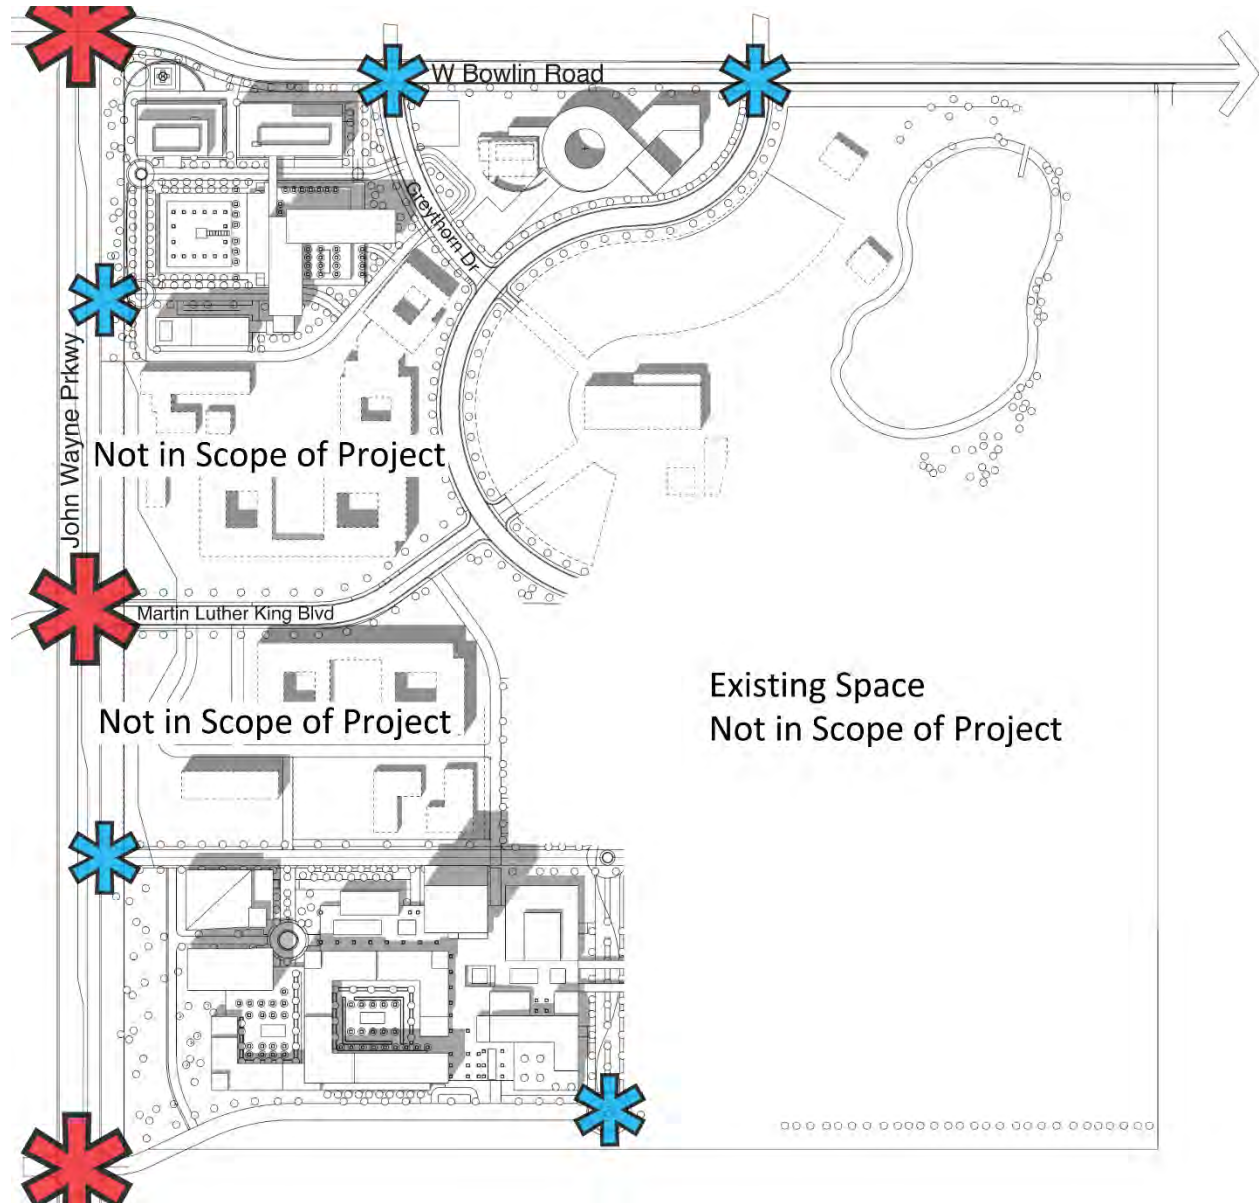 W Bowlin Road
Greythorn Dr
John Wayne Prkwy
Not in Scope of Project
Martin Luther King Blvd
Existing Space
Not in Scope of Project
Not in Scope of Project